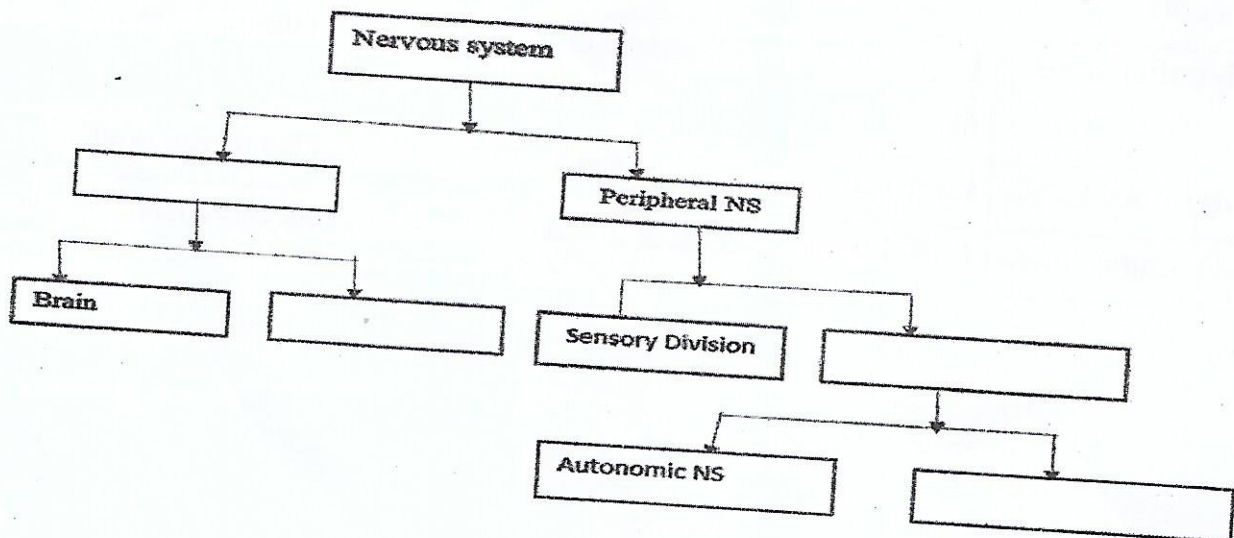 Nervous system
Peripheral NS
Brain
Sensory Division
Autonomic NS